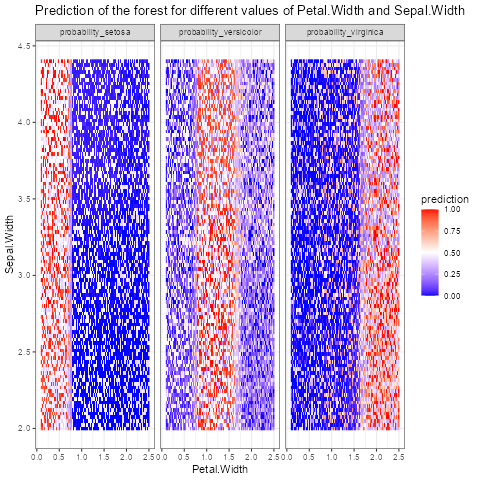 Prediction of the forest for different values of Petal.Width and Sepal.Width
probability_setosa probability_versicolor probability_virginica
4.5
4.0
3.5
3.0
2.5
2.0
Sepal.Width
0.0 0.5 1.0 1.5 2.0 2.5 0.0 0.5 1.0 1.5 2.0 2.5 0.0 0.5 1.0 1.5 2.0 2.5
Petal.Width
prediction
1.00
0.75
0.50
0.25
0.00